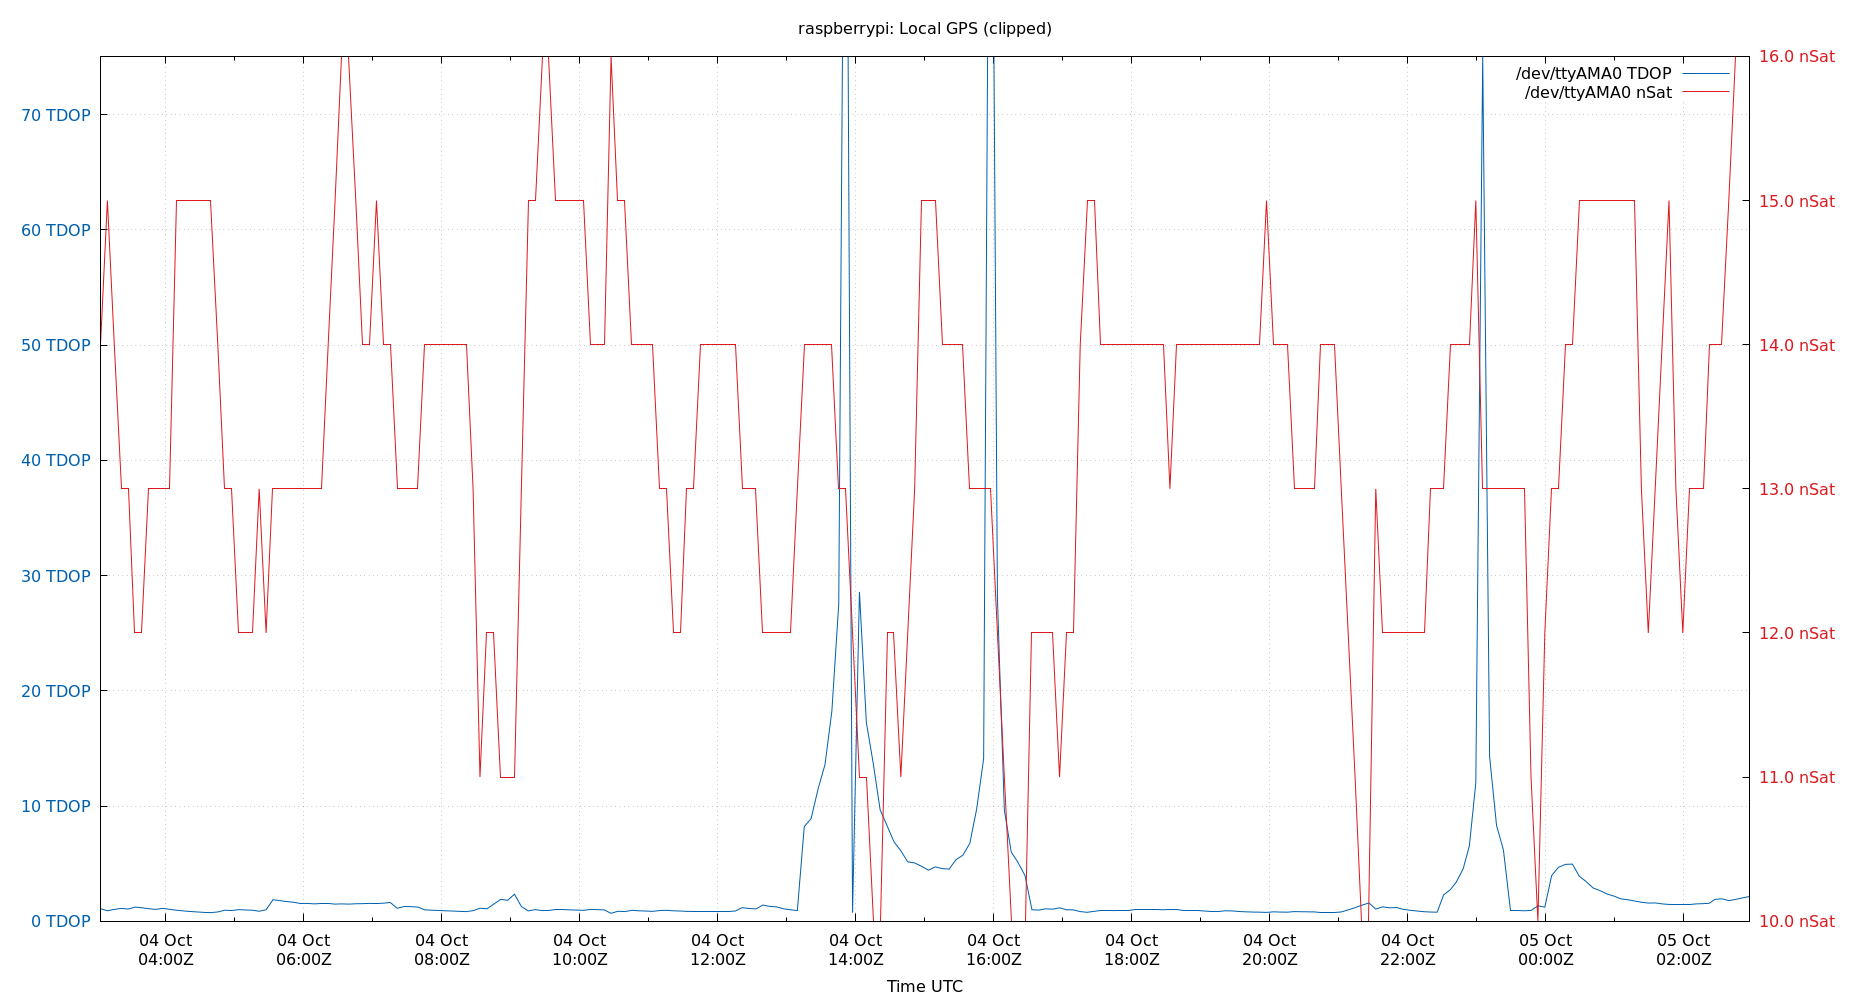 raspberrypi: Local GPS (clipped)
/dev/ttyAMA0 TDOP
/dev/ttyAMA0 nSat
70 TDOP
60 TDOP
50 TDOP
40 TDOP
30 TDOP
20 TDOP
10 TDOP
0 TDOP
16.0 nSat
15.0 nSat
14.0 nSat
13.0 nSat
12.0 nSat
11.0 nSat
10.0 nSat
04 Oct
04:00Z
04 Oct
06:00Z
04 Oct
08:00Z
04 Oct
10:00Z
04 Oct
12:00Z
04 Oct
14:00Z
04 Oct
16:00Z
04 Oct
18:00Z
04 Oct
20:00Z
04 Oct
22:00Z
05 Oct
00:00Z
05 Oct
02:00Z
Time UTC